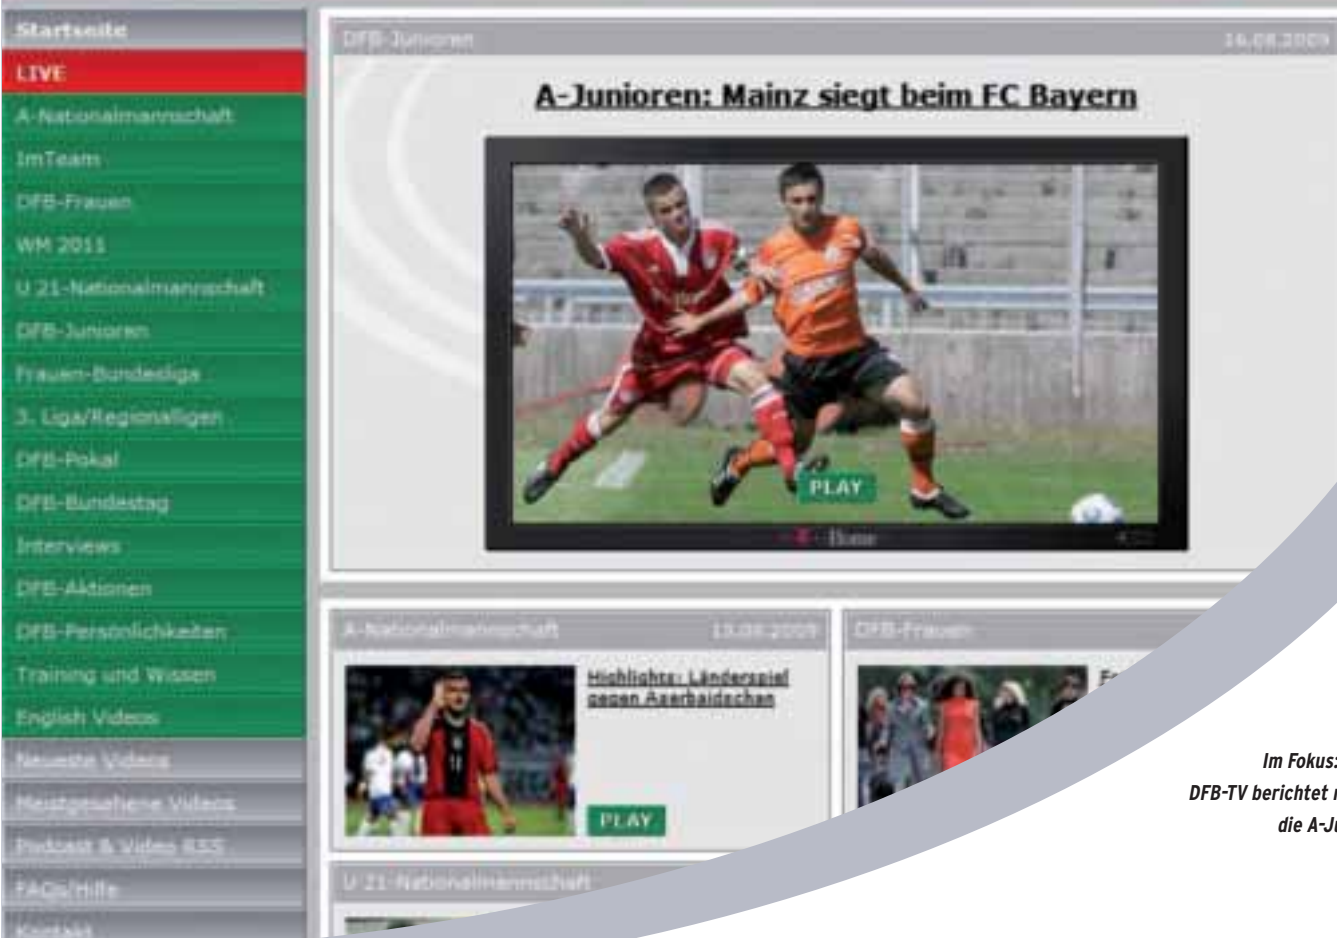 Startseite
LIVE
A-Nationalmannschaft
ImTeam
DFB-Frauen
WM 2011
U 21-Nationalmannschaft
DFB-Junioren
Frauen-Bundesliga
3. Liga/Regionalligen
DFB-Pokal
DFB-Bundestag
Interviews
DFB-Aktionen
DFB-Persönlichkeiten
Training und Wissen
English Videos
Neueste Videos
Meistgesehene Videos
Podcast & Video RSS
FAQs/Hilfe
Kontakt
DFB-Junioren 16.08.2009
A-Junioren: Mainz siegt beim FC Bayern
PLAY
Home
A-Nationalmannschaft 13.08.2009
Highlights: Länderspiel
gegen Aserbaidschan
PLAY
DFB-Frauen
U 21-Nationalmannschaft
Im Fokus:
DFB-TV berichtet
die A-J